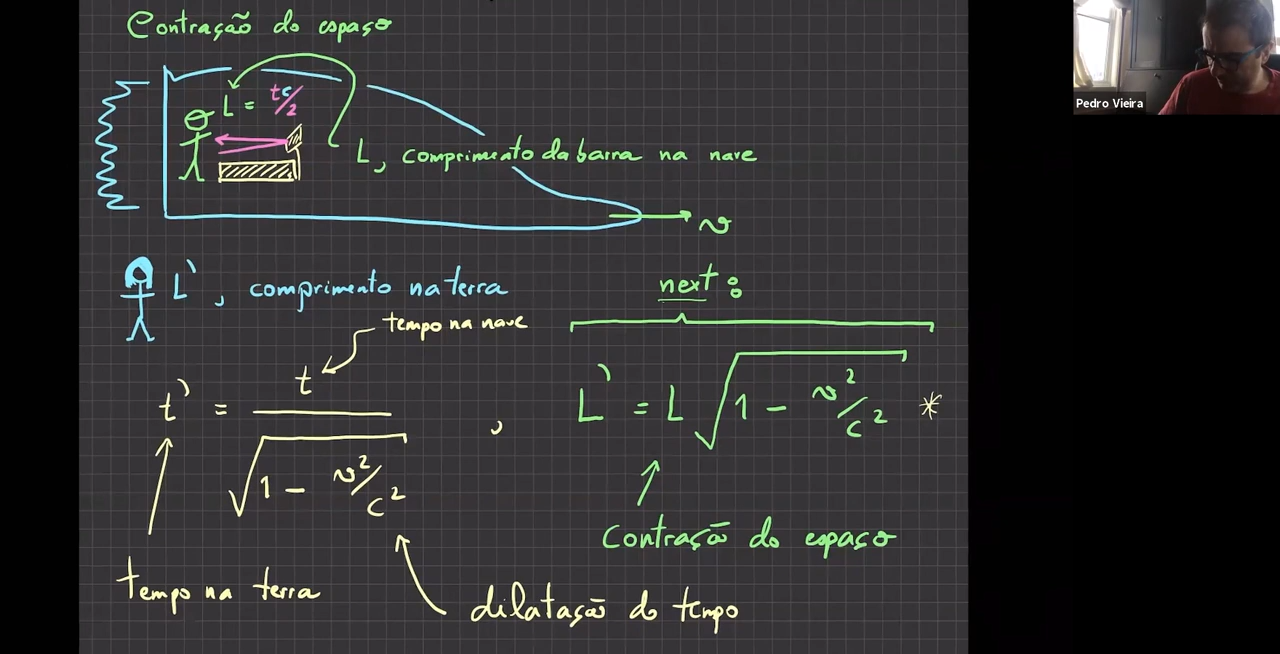 Contração do espaço
L = tc/2
L, comprimento da barra na nave
v
Pedro Vieira
L', comprimento na terra
next:
tempo na nave
t' = t / √(1 - v²/c²) , L' = L √(1 - v²/c²) *
Contração do espaço
tempo na terra
dilatação do tempo